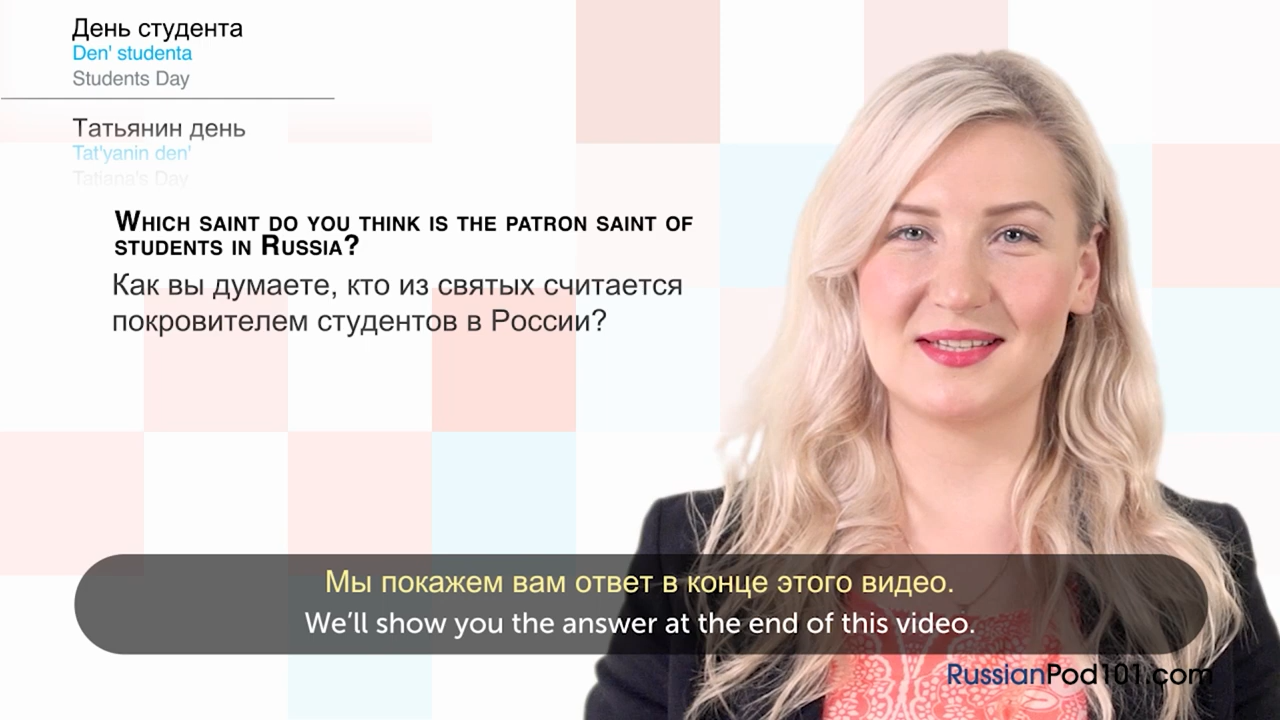 День студента
Den' studenta
Students Day
Татьянин день
Tat'yanin den'
Tatiana's Day
Which saint do you think is the patron saint of
students in Russia?
Как вы думаете, кто из святых считается
покровителем студентов в России?
Мы покажем вам ответ в конце этого видео.
We'll show you the answer at the end of this video.
RussianPod101.com